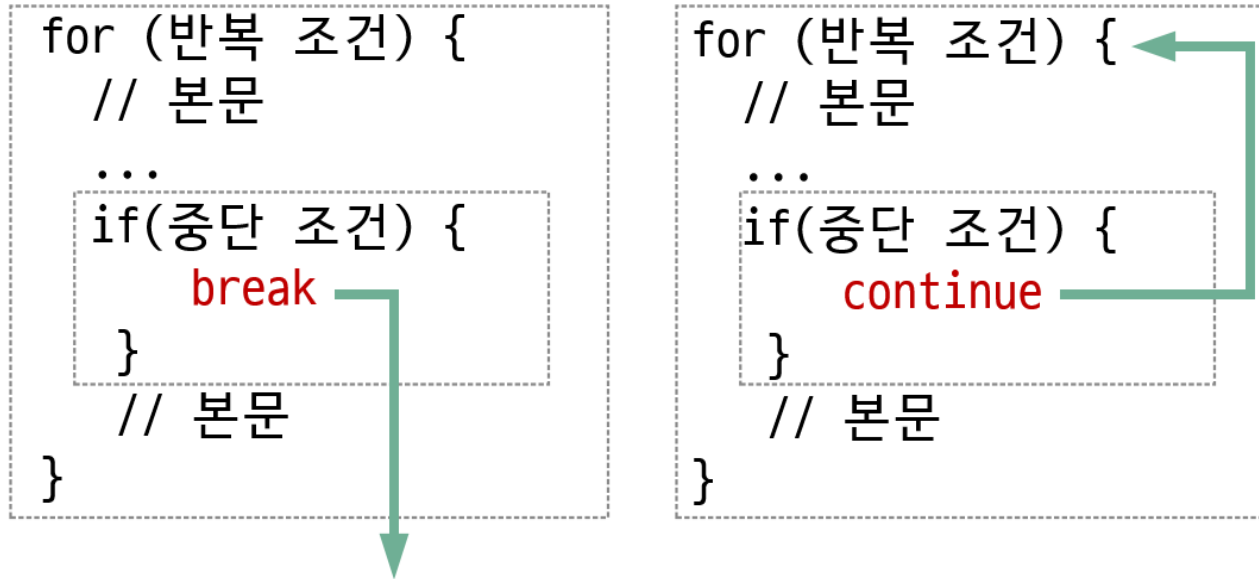 for (반복 조건) {
// 본문
...
if(중단 조건) {
break
}
// 본문
}
for (반복 조건) {
// 본문
...
if(중단 조건) {
continue
}
// 본문
}